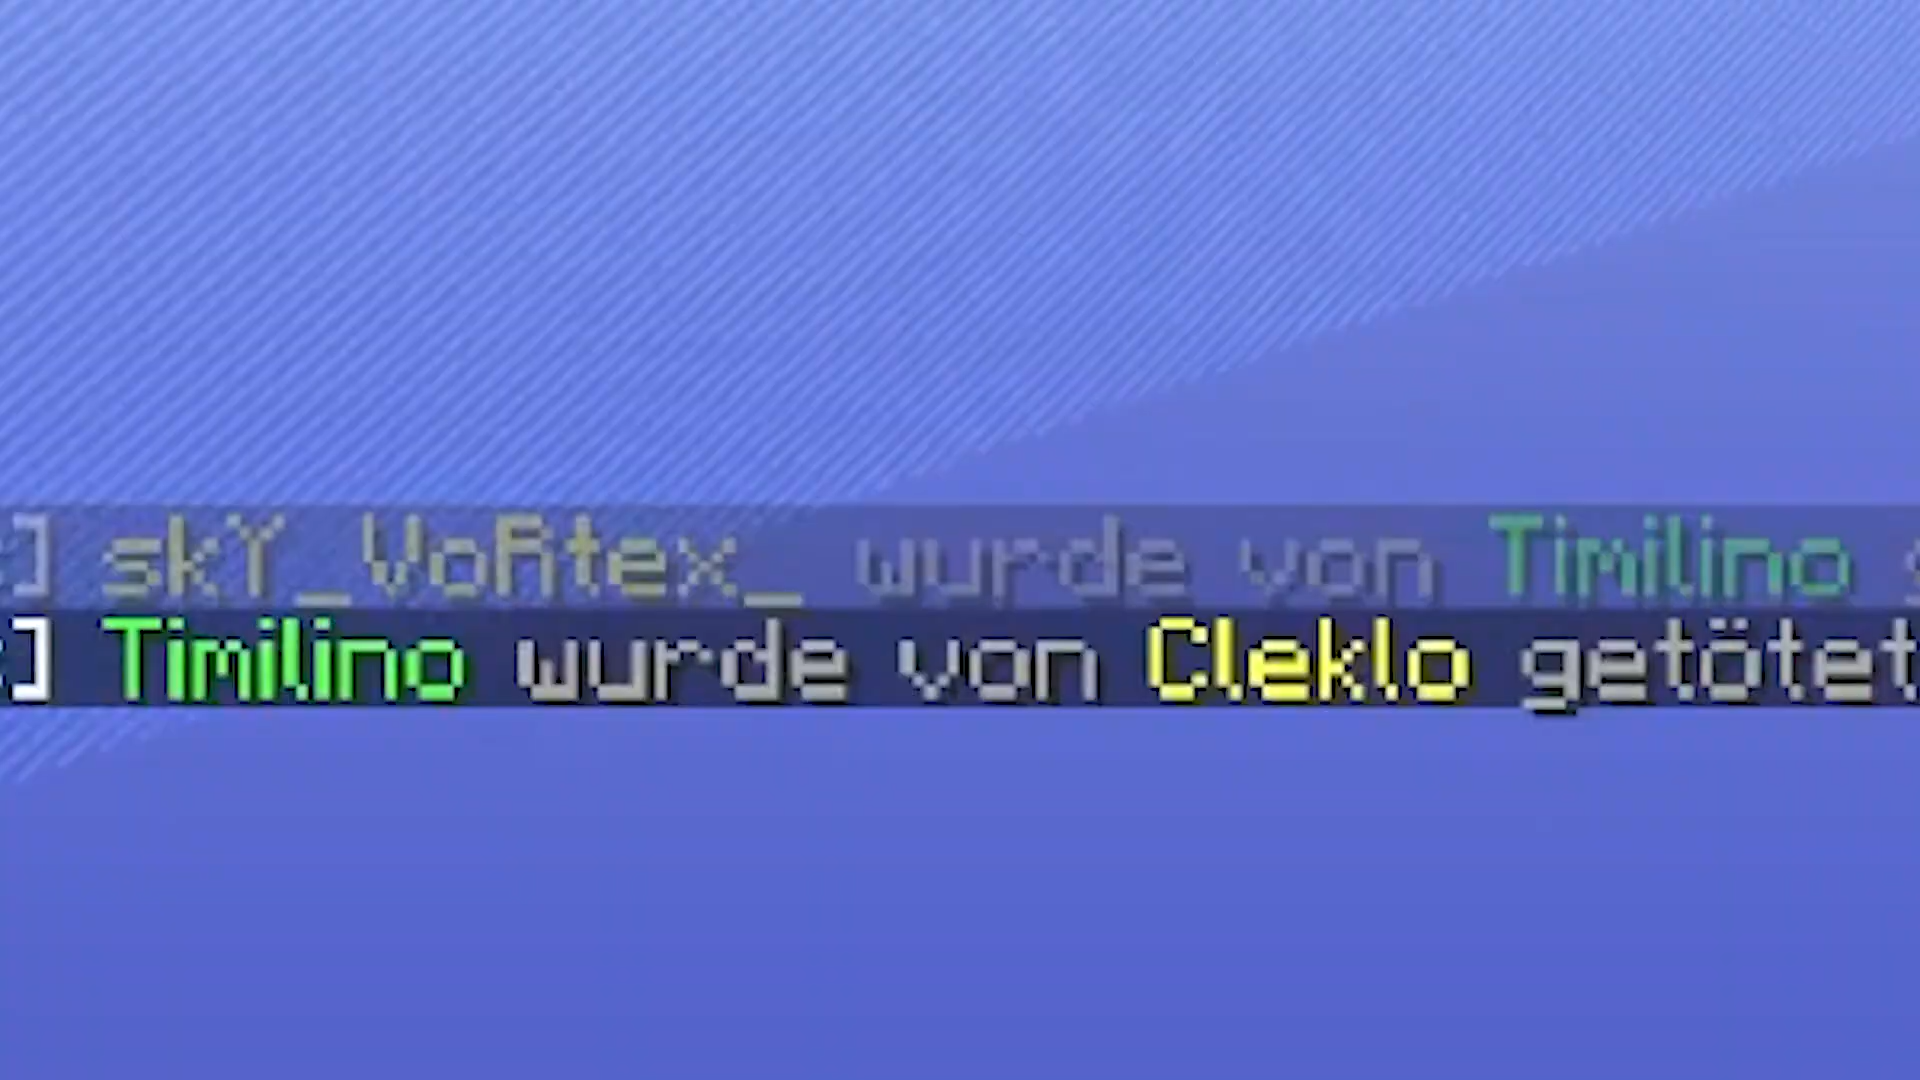 ] skY_VoRtex_ wurde von Timilino g
] Timilino wurde von Cleklo getötet